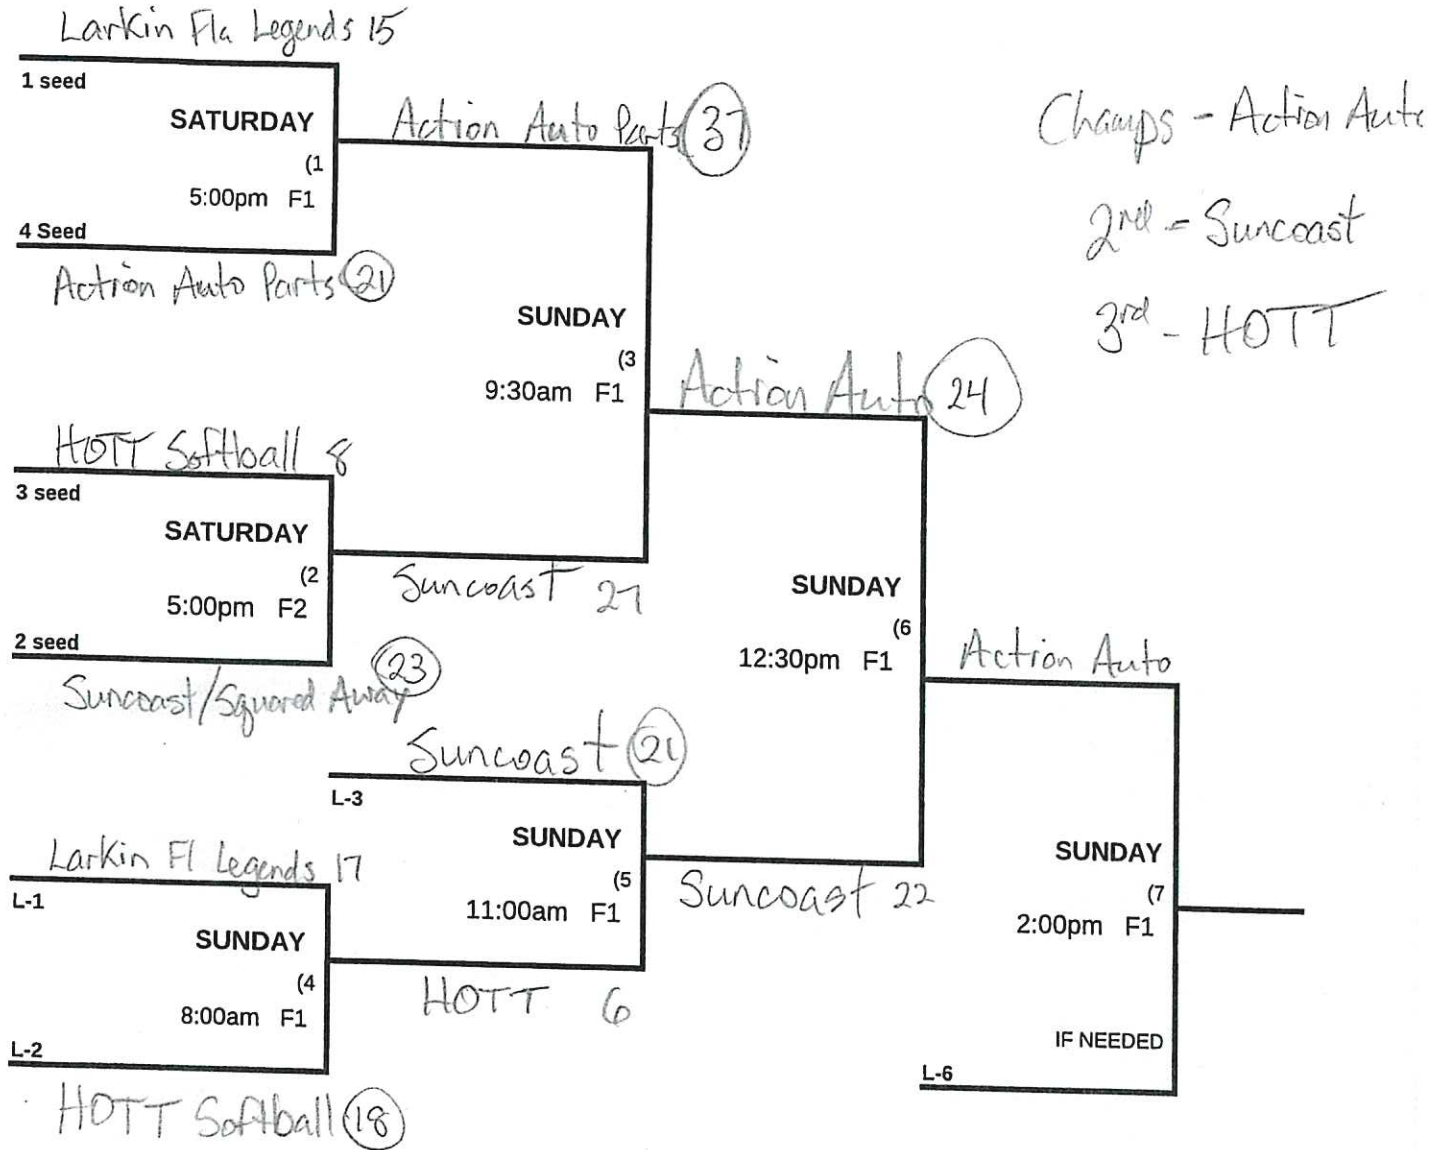 Larkin Fla Legends 15
1 seed
SATURDAY
(1
5:00pm F1
4 Seed
Action Auto Parts 21
Action Auto Parts 37
Champs - Action Auto
2nd = Suncoast
3rd - HOTT
SUNDAY
(3
9:30am F1
HOTT Softball 8
3 seed
SATURDAY
(2
5:00pm F2
2 seed
Suncoast/Squared Away 23
Suncoast 27
Action Auto 24
SUNDAY
(6
12:30pm F1
Suncoast 21
L-3
SUNDAY
(5
11:00am F1
Larkin Fl Legends 17
L-1
SUNDAY
(4
8:00am F1
L-2
HOTT Softball 18
HOTT 6
Suncoast 22
Action Auto
SUNDAY
(7
2:00pm F1
IF NEEDED
L-6